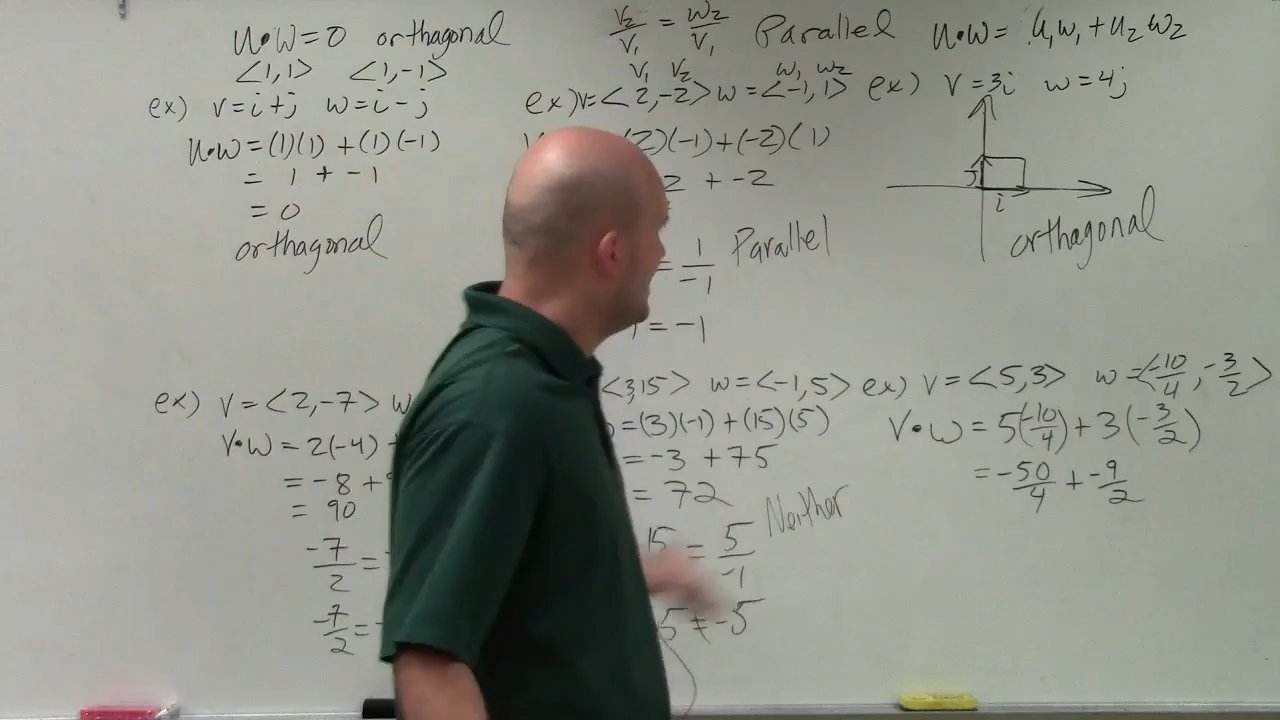 u•w=0 orthagonal
<1,1> <1,-1>
ex) v=i+j w=i-j
u•w=(1)(1)+(1)(-1)
= 1 + -1
= 0
orthagonal
v2/v1 = w2/v1 Parallel
v1 v2 w1 w2
ex) v=<2,-2> w=<-1,1>
2)(-1)+(-2)(1)
2 + -2
= 1/-1 Parallel
= -1
u•w= u1w1+u2w2
ex) v=3i w=4j
j
i
orthagonal
ex) v=<2,-7> w
v•w=2(-4)
= -8+
= 90
-7/2 =
-7/2 =
<3,15> w=<-1,5>
=(3)(-1)+(15)(5)
= -3 +75
= 72
Neither
15 = 5/-1
5≠-5
ex) v=<5,3> w=<-10/4,-3/2>
v•w = 5(-10/4)+3(-3/2)
= -50/4 + -9/2